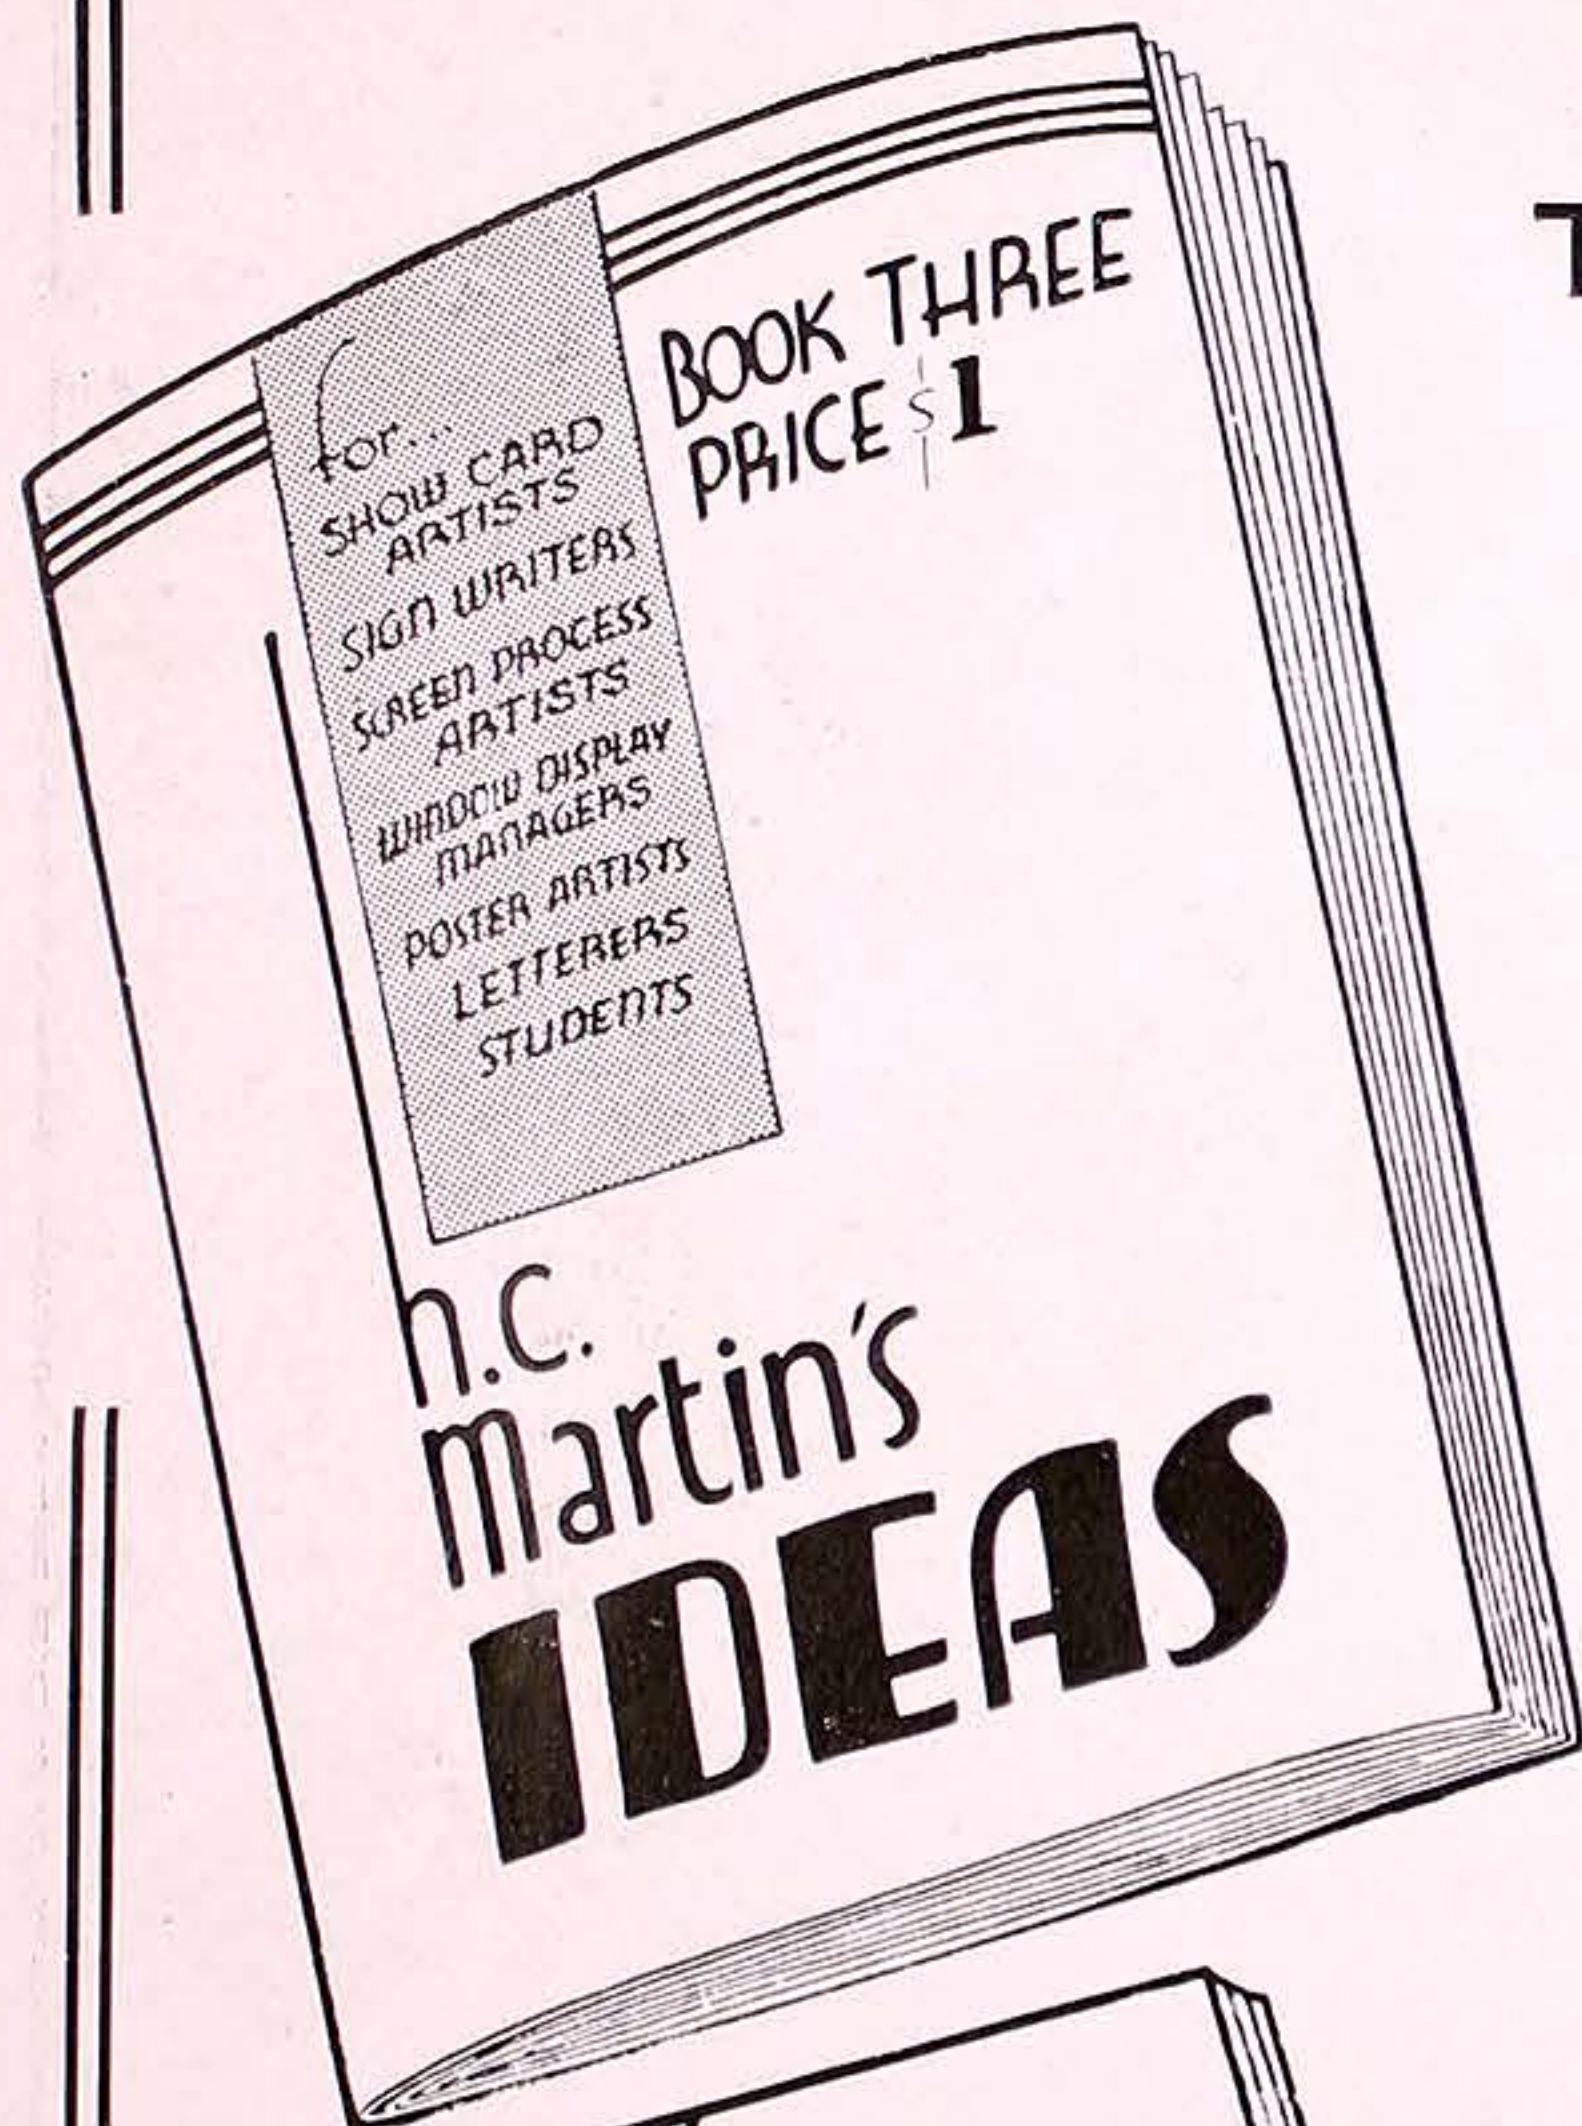 for...
SHOW CARD
ARTISTS
SIGN WRITERS
SCREEN PROCESS
ARTISTS
WINDOW DISPLAY
MANAGERS
POSTER ARTISTS
LETTERERS
STUDENTS
BOOK THREE
PRICE $1
n.c.
martin's
IDEAS